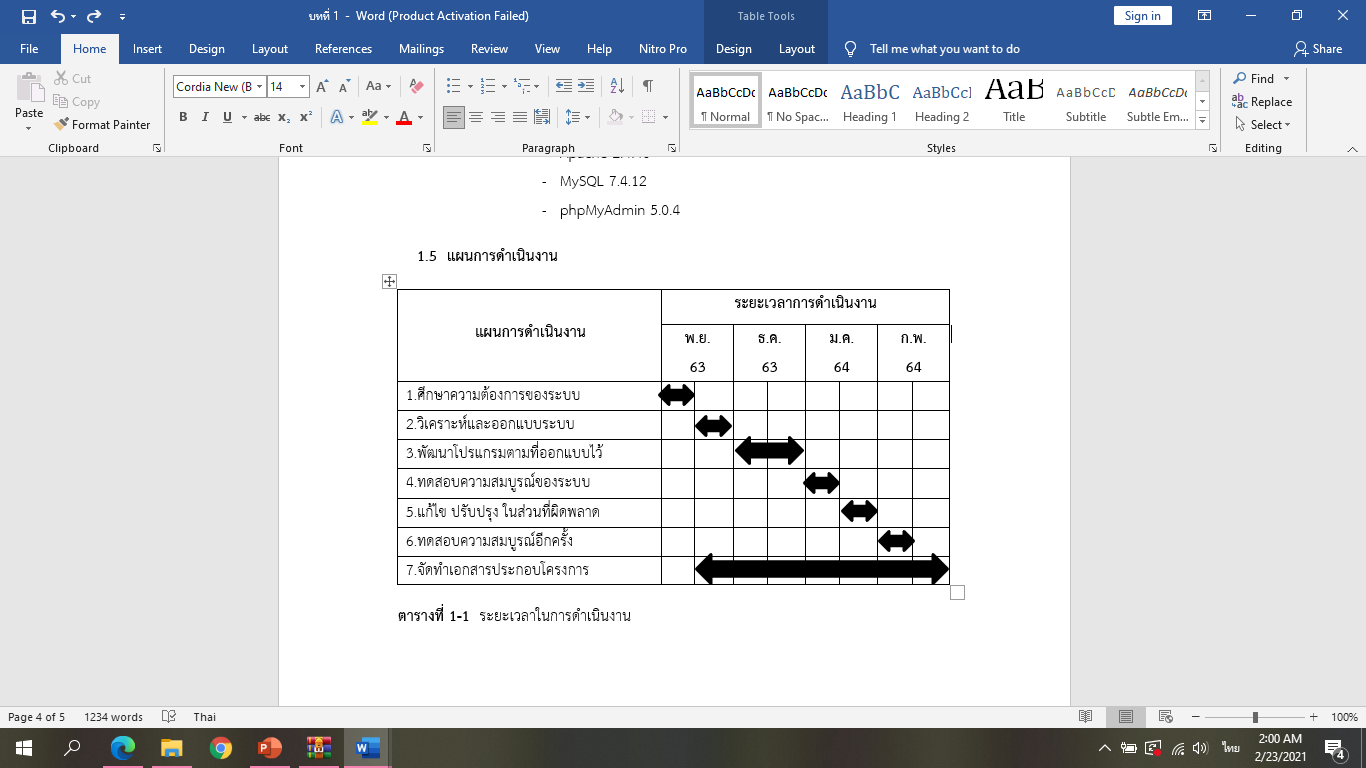 บทที่ 1 - Word (Product Activation Failed)
Table Tools
Sign in
File Home Insert Design Layout References Mailings Review View Help Nitro Pro Design Layout Tell me what you want to do Share
Paste
Cut
Copy
Format Painter
Clipboard
Cordia New (B 14
Font
Paragraph
AaBbCcDc AaBbCcDc AaBbC AaBbCcI AaB AaBbCcD AaBbCcDc
¶ Normal ¶ No Spac... Heading 1 Heading 2 Title Subtitle Subtle Em...
Styles
Find
Replace
Select
Editing
- MySQL 7.4.12
- phpMyAdmin 5.0.4
1.5 แผนการดำเนินงาน
แผนการดำเนินงาน
ระยะเวลาการดำเนินงาน
พ.ย. ธ.ค. ม.ค. ก.พ.
63 63 64 64
1.ศึกษาความต้องการของระบบ
2.วิเคราะห์และออกแบบระบบ
3.พัฒนาโปรแกรมตามที่ออกแบบไว้
4.ทดสอบความสมบูรณ์ของระบบ
5.แก้ไข ปรับปรุง ในส่วนที่ผิดพลาด
6.ทดสอบความสมบูรณ์อีกครั้ง
7.จัดทำเอกสารประกอบโครงการ
ตารางที่ 1-1 ระยะเวลาในการดำเนินงาน
Page 4 of 5 1234 words Thai 100%
ไทย
2:00 AM
2/23/2021
4